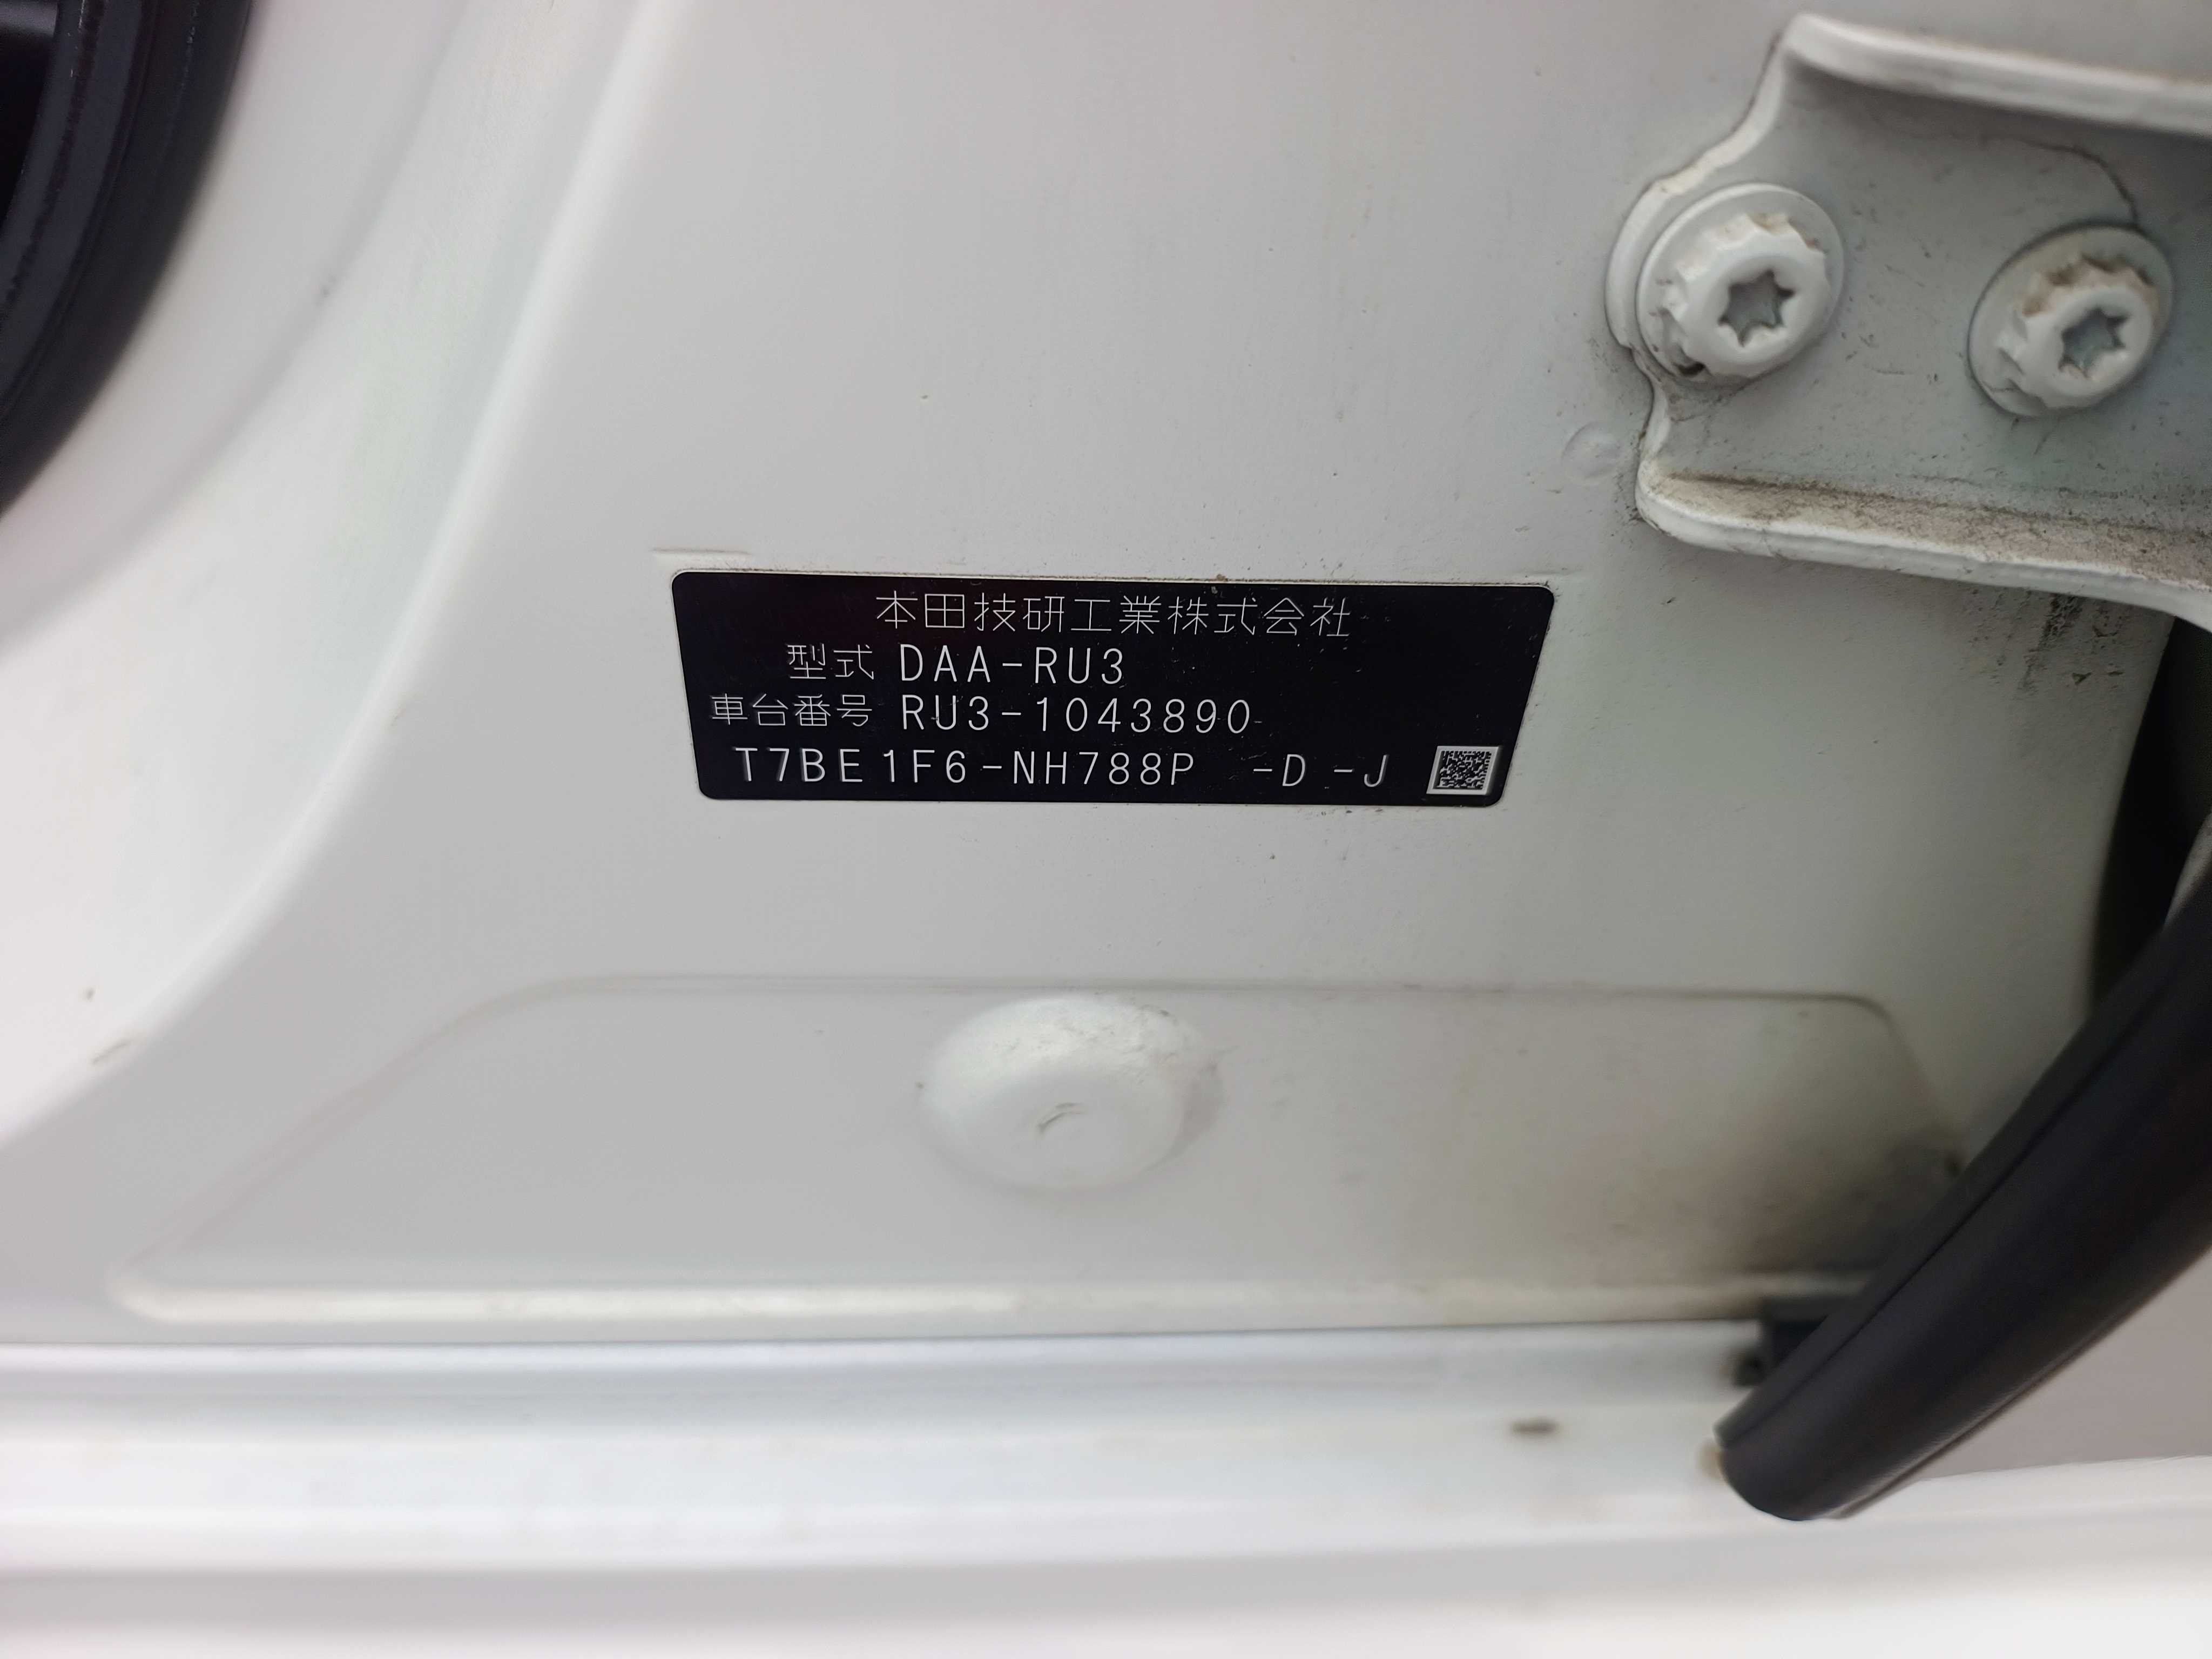 本田技研工業株式会社
型式 DAA-RU3
車台番号 RU3-1043890
T7BE1F6-NH788P -D -J